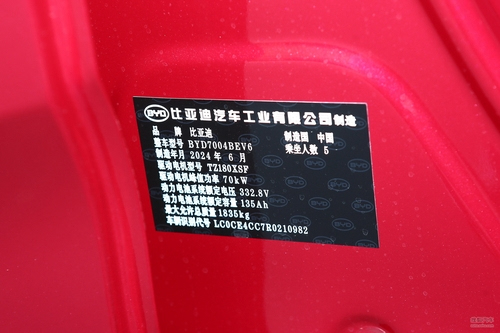 BYD 比亚迪汽车工业有限公司制造
品 牌 比亚迪 制造国 中国
整车型号 BYD7004BEV6 乘坐人数 5
制造年月 2024 年 6 月
驱动电机型号 TZ180XSF
驱动电机峰值功率 70kW
动力电池系统额定电压 332.8V
动力电池系统额定容量 135Ah
最大允许总质量 1835kg
车辆识别代号 LC0CE4CC7R0210982